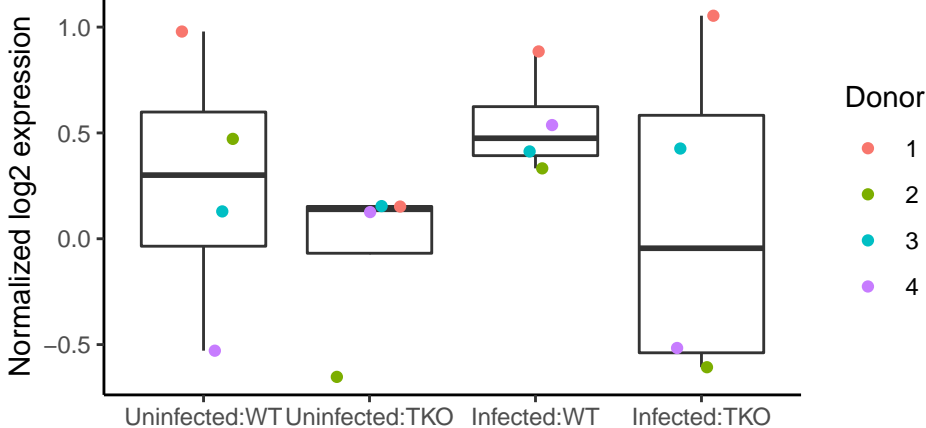 Normalized log2 expression
1.0
0.5
0.0
−0.5
Uninfected:WT Uninfected:TKO Infected:WT Infected:TKO
Donor
1
2
3
4